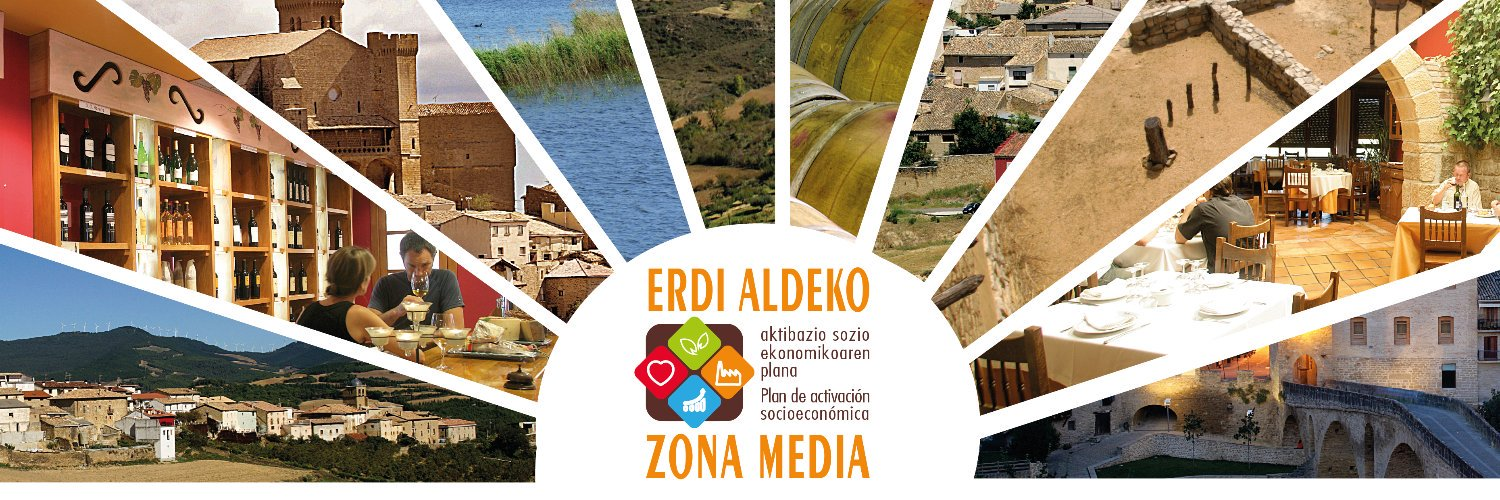 ERDI ALDEKO
aktibazio sozio
ekonomikoaren
plana
Plan de activación
socioeconómica
ZONA MEDIA